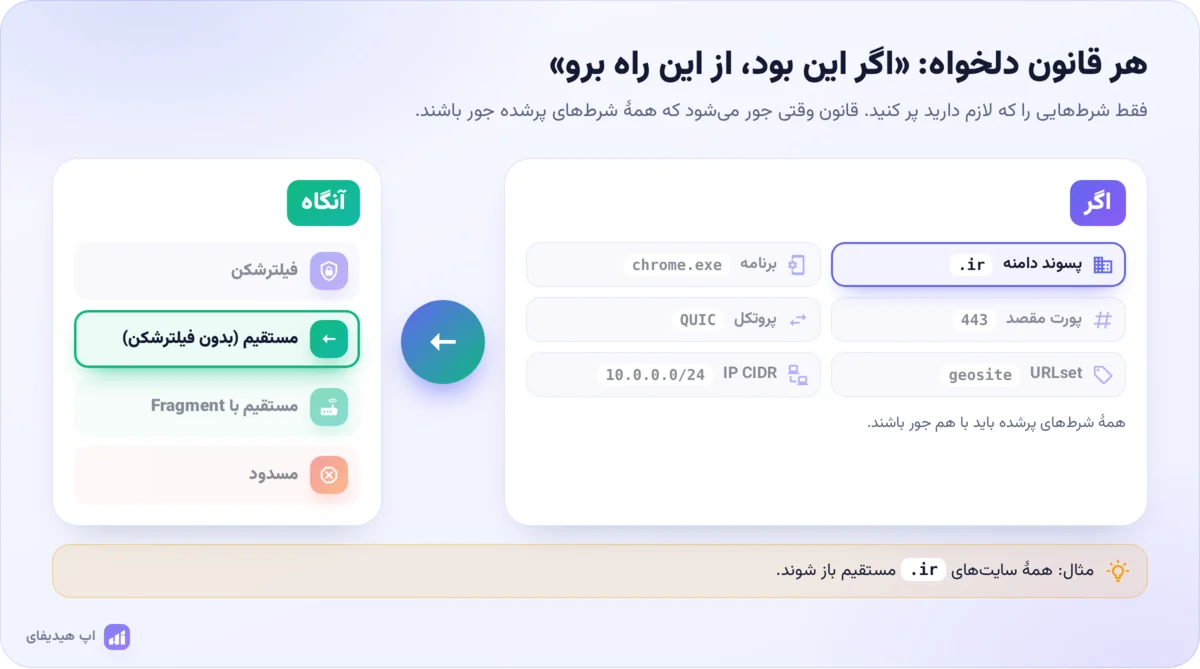 هر قانون دلخواه: «اگر این بود، از این راه برو»
فقط شرط‌هایی را که لازم دارید پر کنید. قانون وقتی جور می‌شود که همهٔ شرط‌های پرشده جور باشند.
اگر
پسوند دامنه .ir
برنامه chrome.exe
پورت مقصد 443
پروتکل QUIC
URLset geosite
IP CIDR 10.0.0.0/24
همهٔ شرط‌های پرشده باید با هم جور باشند.
آنگاه
فیلترشکن
مستقیم (بدون فیلترشکن)
مستقیم با Fragment
مسدود
مثال: همهٔ سایت‌های .ir مستقیم باز شوند.
اپ هیدیفای